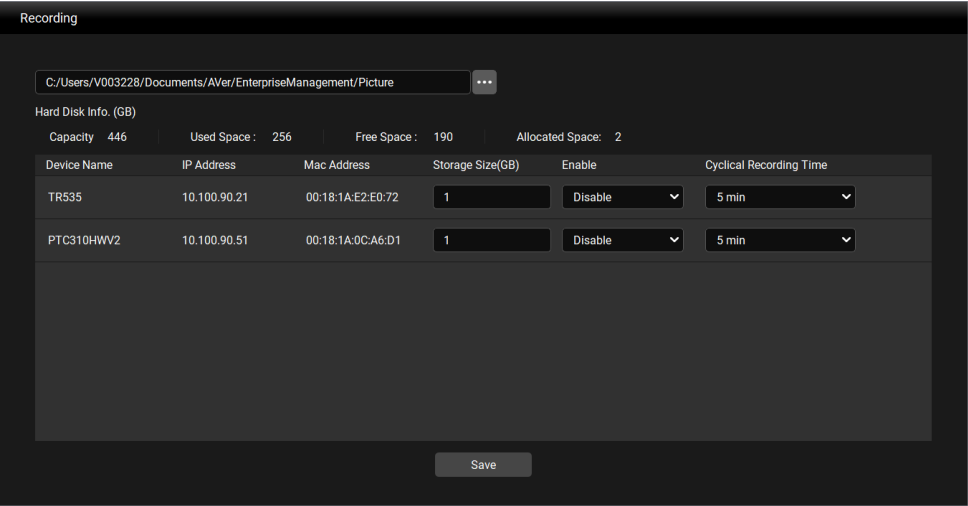 Recording
C:/Users/V003228/Documents/AVer/EnterpriseManagement/Picture
Hard Disk Info. (GB)
Capacity 446 Used Space : 256 Free Space : 190 Allocated Space: 2
Device Name IP Address Mac Address Storage Size(GB) Enable Cyclical Recording Time
TR535 10.100.90.21 00:18:1A:E2:E0:72 1 Disable 5 min
PTC310HWV2 10.100.90.51 00:18:1A:0C:A6:D1 1 Disable 5 min
Save